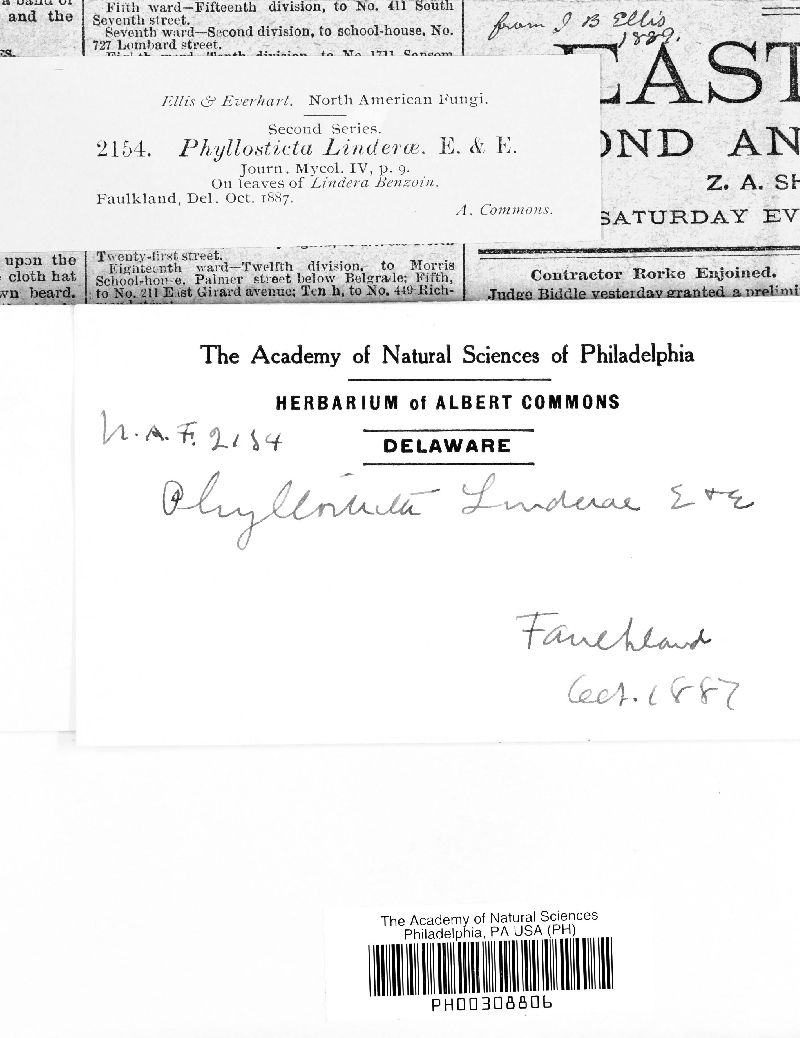 and the
Fifth ward—Fifteenth division, to No. 411 South
Seventh street.
Seventh ward—Second division, to school-house, No.
727 Lombard street.
from J B Ellis
1889.
EAST
OND AN
Z. A. SH
SATURDAY EV
Ellis & Everhart. North American Fungi.
Second Series.
2154. Phyllosticta Linderæ. E. & E.
Journ. Mycol. IV, p. 9.
On leaves of Lindera Benzoin.
Faulkland, Del. Oct. 1887.
A. Commons.
upon the
cloth hat
wn beard.
Twenty-first street.
Eighteenth ward—Twelfth division, to Morris
School-house, Palmer street below Belgrade; Fifth,
to No. 211 East Girard avenue; Ten h, to No. 449 Rich-
Contractor Rorke Enjoined.
Judge Biddle yesterday granted a prelimi
The Academy of Natural Sciences of Philadelphia
HERBARIUM of ALBERT COMMONS
N. A. F. 2154
DELAWARE
Phyllosticta Linderae E & E
Faulkland
Oct. 1887
The Academy of Natural Sciences
Philadelphia, PA USA (PH)
PH00308806